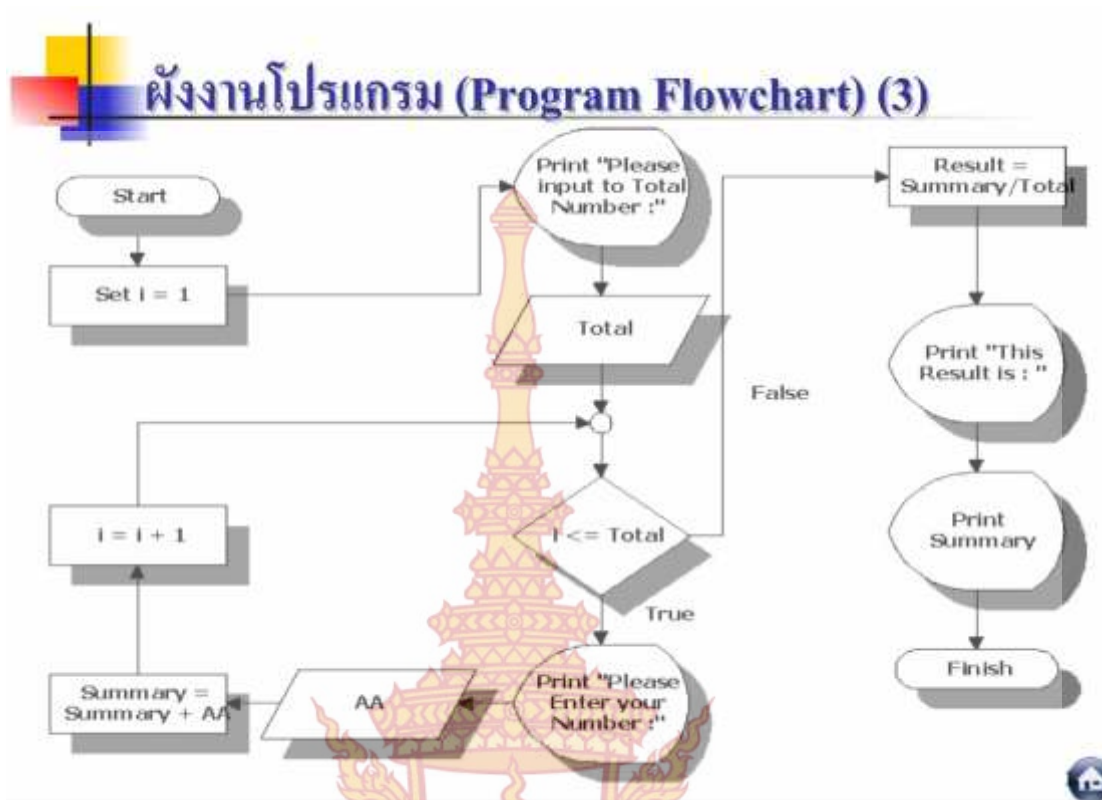 ผังงานโปรแกรม (Program Flowchart) (3)
Start
Set i = 1
Print "Please
input to Total
Number :"
Total
i <= Total
False
True
Print "Please
Enter your
Number :"
AA
Summary =
Summary + AA
i = i + 1
Result =
Summary/Total
Print "This
Result is : "
Print
Summary
Finish